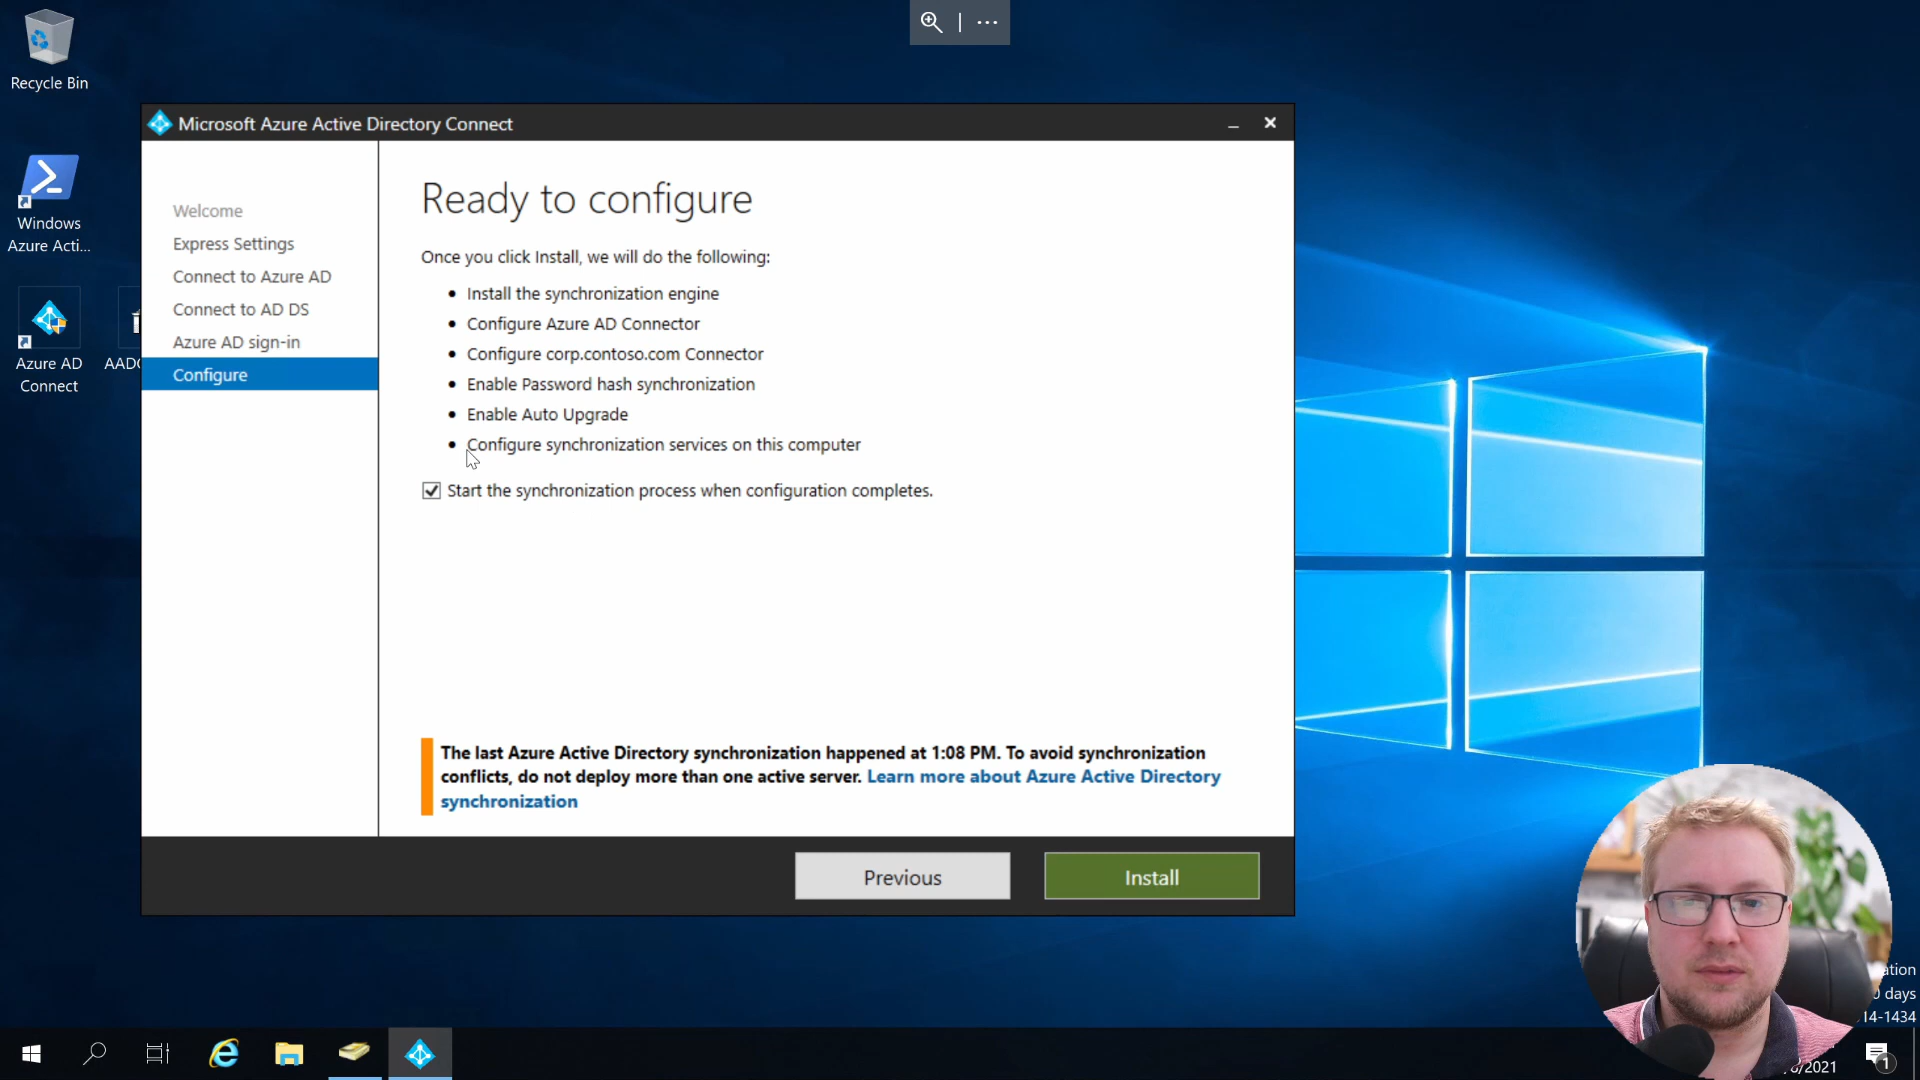 Recycle Bin
Windows
Azure Acti...
Azure AD
Connect
AADC
Microsoft Azure Active Directory Connect
Welcome
Express Settings
Connect to Azure AD
Connect to AD DS
Azure AD sign-in
Configure
Ready to configure
Once you click Install, we will do the following:
• Install the synchronization engine
• Configure Azure AD Connector
• Configure corp.contoso.com Connector
• Enable Password hash synchronization
• Enable Auto Upgrade
• Configure synchronization services on this computer
Start the synchronization process when configuration completes.
The last Azure Active Directory synchronization happened at 1:08 PM. To avoid synchronization
conflicts, do not deploy more than one active server. Learn more about Azure Active Directory
synchronization
Previous
Install
days
14-1434
/2021
1